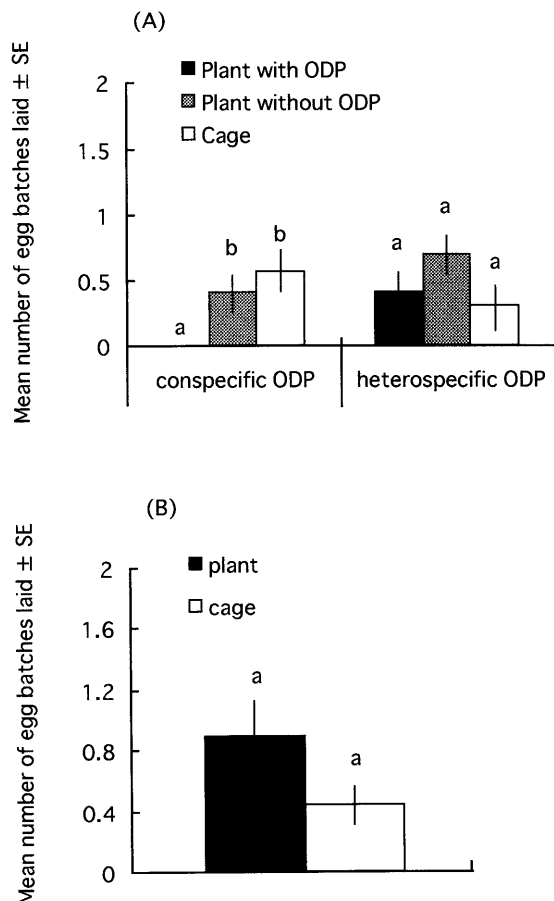 (A)
Mean number of egg batches laid ± SE
Plant with ODP
Plant without ODP
Cage
2
1.5
1
0.5
0
a
b
b
a
a
a
conspecific ODP
heterospecific ODP
(B)
Mean number of egg batches laid ± SE
plant
cage
2
1.6
1.2
0.8
0.4
0
a
a